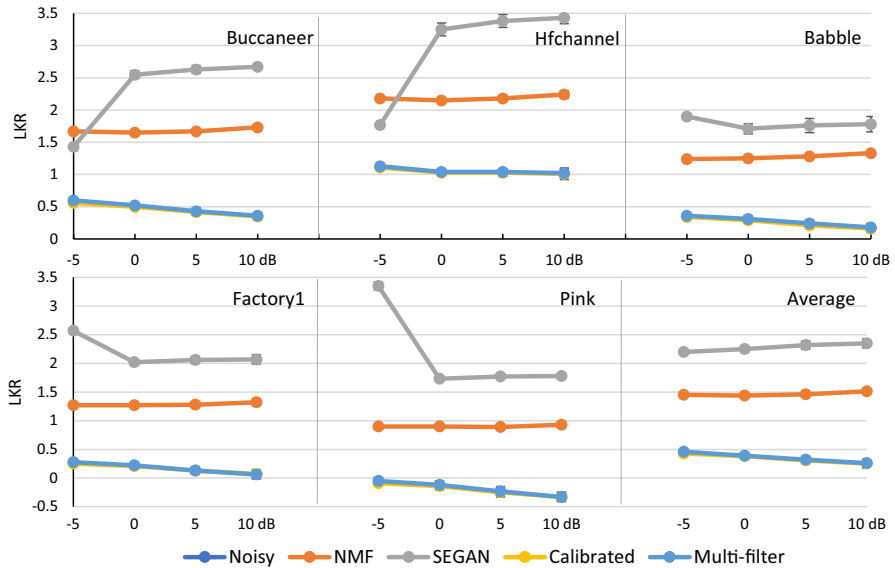 3.5
3
2.5
2
1.5
1
0.5
0
LKR
Buccaneer
Hfchannel
Babble
-5 0 5 10 dB -5 0 5 10 dB -5 0 5 10 dB
3.5
3
2.5
2
1.5
1
0.5
0
-0.5
LKR
Factory1
Pink
Average
-5 0 5 10 dB -5 0 5 10 dB -5 0 5 10 dB
Noisy NMF SEGAN Calibrated Multi-filter